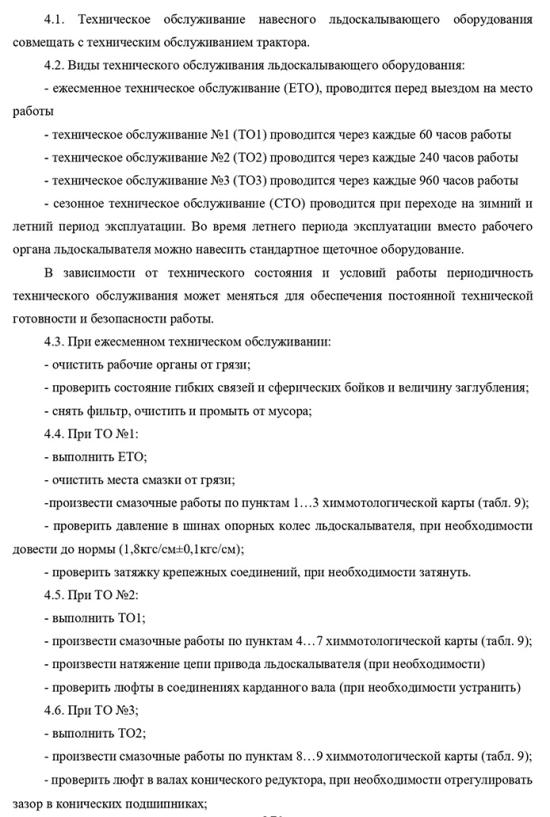 4.1. Техническое обслуживание навесного льдоскалывающего оборудования
совмещать с техническим обслуживанием трактора.
4.2. Виды технического обслуживания льдоскалывающего оборудования:
- ежесменное техническое обслуживание (ЕТО), проводится перед выездом на место
работы
- техническое обслуживание №1 (ТО1) проводится через каждые 60 часов работы
- техническое обслуживание №2 (ТО2) проводится через каждые 240 часов работы
- техническое обслуживание №3 (ТО3) проводится через каждые 960 часов работы
- сезонное техническое обслуживание (СТО) проводится при переходе на зимний и
летний период эксплуатации. Во время летнего периода эксплуатации вместо рабочего
органа льдоскалывателя можно навесить стандартное щеточное оборудование.
В зависимости от технического состояния и условий работы периодичность
технического обслуживания может меняться для обеспечения постоянной технической
готовности и безопасности работы.
4.3. При ежесменном техническом обслуживании:
- очистить рабочие органы от грязи;
- проверить состояние гибких связей и сферических бойков и величину заглубления;
- снять фильтр, очистить и промыть от мусора;
4.4. При ТО №1:
- выполнить ЕТО;
- очистить места смазки от грязи;
-произвести смазочные работы по пунктам 1…3 химмотологической карты (табл. 9);
- проверить давление в шинах опорных колес льдоскалывателя, при необходимости
довести до нормы (1,8кгс/см±0,1кгс/см);
- проверить затяжку крепежных соединений, при необходимости затянуть.
4.5. При ТО №2:
- выполнить ТО1;
- произвести смазочные работы по пунктам 4…7 химмотологической карты (табл. 9);
- произвести натяжение цепи привода льдоскалывателя (при необходимости)
- проверить люфты в соединениях карданного вала (при необходимости устранить)
4.6. При ТО №3;
- выполнить ТО2;
- произвести смазочные работы по пунктам 8…9 химмотологической карты (табл. 9);
- проверить люфт в валах конического редуктора, при необходимости отрегулировать
зазор в конических подшипниках;